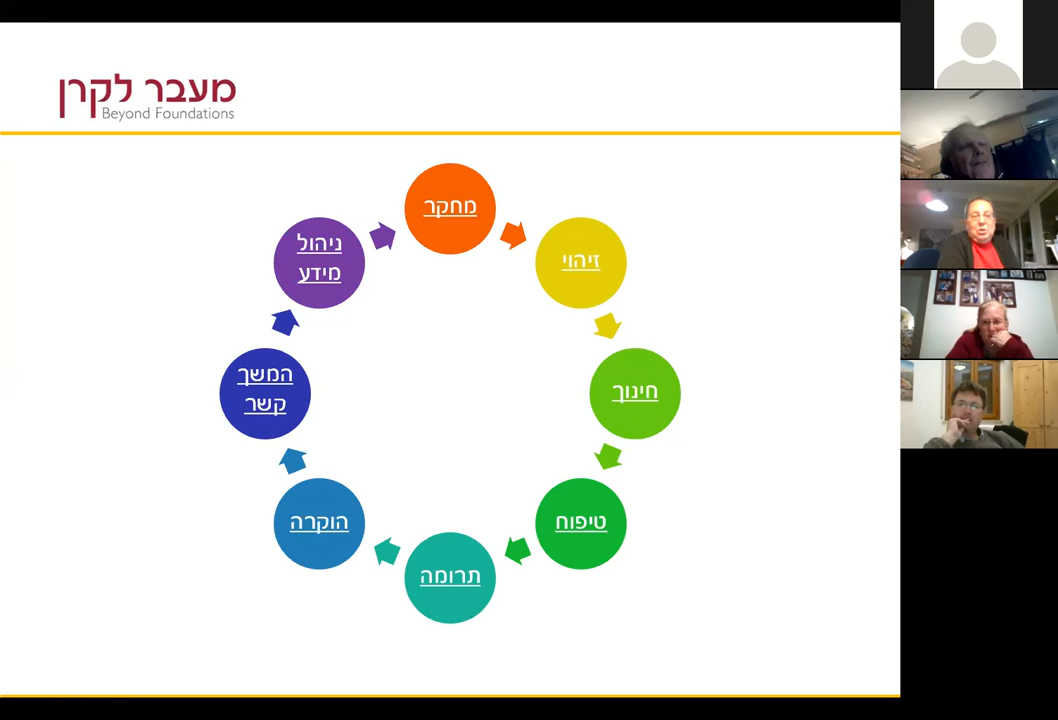 מעבר לקרן
Beyond Foundations
מחקר
זיהוי
חינוך
טיפוח
תרומה
הוקרה
המשך
קשר
ניהול
מידע